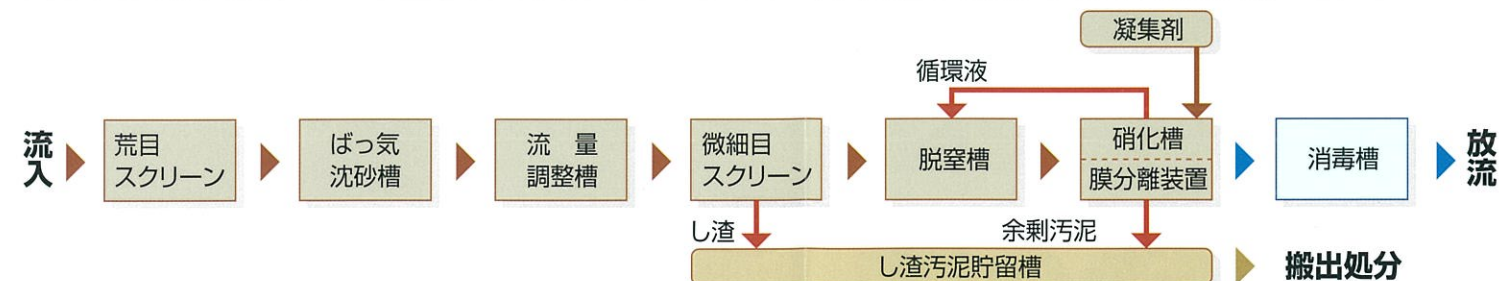 凝集剤
循環液
流入
荒目
スクリーン
ばっ気
沈砂槽
流 量
調整槽
微細目
スクリーン
脱窒槽
硝化槽
膜分離装置
消毒槽
放流
し渣
余剰汚泥
し渣汚泥貯留槽
搬出処分